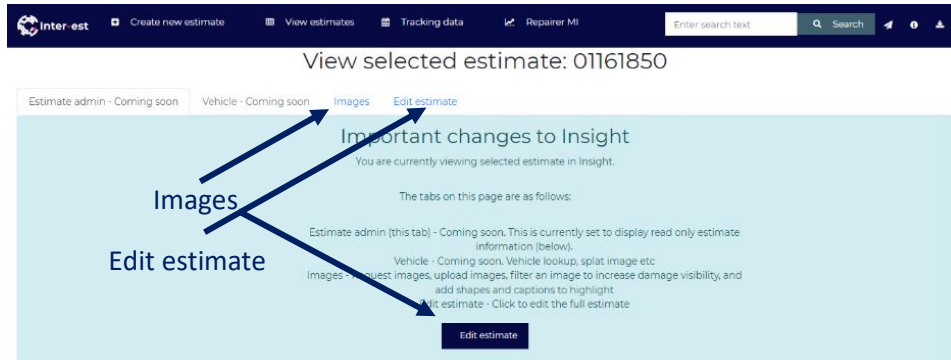 Inter-est Create new estimate View estimates Tracking data Repairer MI Enter search text Search
View selected estimate: 01161850
Estimate admin - Coming soon Vehicle - Coming soon Images Edit estimate
Important changes to Insight
You are currently viewing selected estimate in Insight.
The tabs on this page are as follows:
Images
Estimate admin (this tab) - Coming soon. This is currently set to display read only estimate
information (below).
Edit estimate
Vehicle - Coming soon. Vehicle lookup, splat image etc
Images - Request images, upload images, filter an image to increase damage visibility, and
add shapes and captions to highlight
Edit estimate - Click to edit the full estimate
Edit estimate